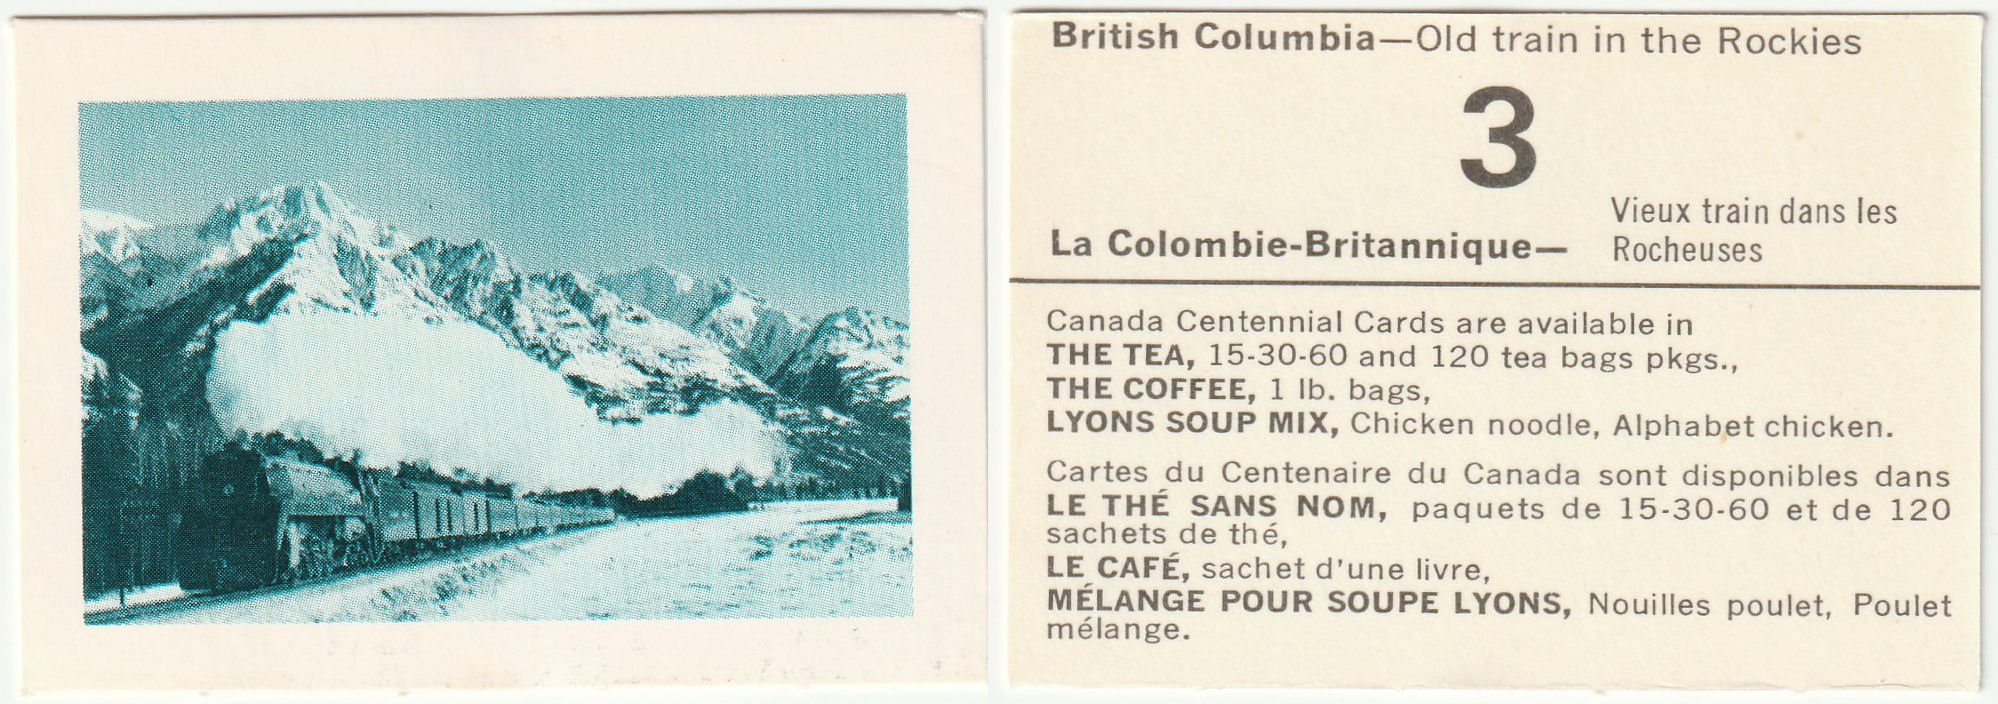 British Columbia—Old train in the Rockies
3
La Colombie-Britannique— Vieux train dans les
Rocheuses
Canada Centennial Cards are available in
THE TEA, 15-30-60 and 120 tea bags pkgs.,
THE COFFEE, 1 lb. bags,
LYONS SOUP MIX, Chicken noodle, Alphabet chicken.
Cartes du Centenaire du Canada sont disponibles dans
LE THÉ SANS NOM, paquets de 15-30-60 et de 120
sachets de thé,
LE CAFÉ, sachet d'une livre,
MÉLANGE POUR SOUPE LYONS, Nouilles poulet, Poulet
mélange.